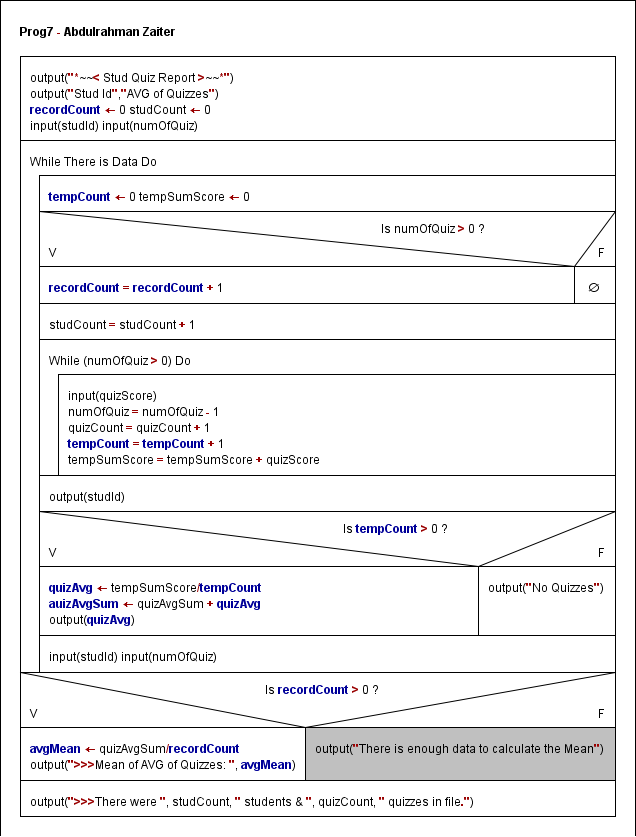 Prog7 - Abdulrahman Zaiter
output("*~~< Stud Quiz Report >~~*")
output("Stud Id","AVG of Quizzes")
recordCount ← 0 studCount ← 0
input(studId) input(numOfQuiz)
While There is Data Do
tempCount ← 0 tempSumScore ← 0
Is numOfQuiz > 0 ?
V F
recordCount = recordCount + 1 ∅
studCount = studCount + 1
While (numOfQuiz > 0) Do
input(quizScore)
numOfQuiz = numOfQuiz - 1
quizCount = quizCount + 1
tempCount = tempCount + 1
tempSumScore = tempSumScore + quizScore
output(studId)
Is tempCount > 0 ?
V F
quizAvg ← tempSumScore/tempCount output("No Quizzes")
auizAvgSum ← quizAvgSum + quizAvg
output(quizAvg)
input(studId) input(numOfQuiz)
Is recordCount > 0 ?
V F
avgMean ← quizAvgSum/recordCount output("There is enough data to calculate the Mean")
output(">>>Mean of AVG of Quizzes: ", avgMean)
output(">>>There were ", studCount, " students & ", quizCount, " quizzes in file.")